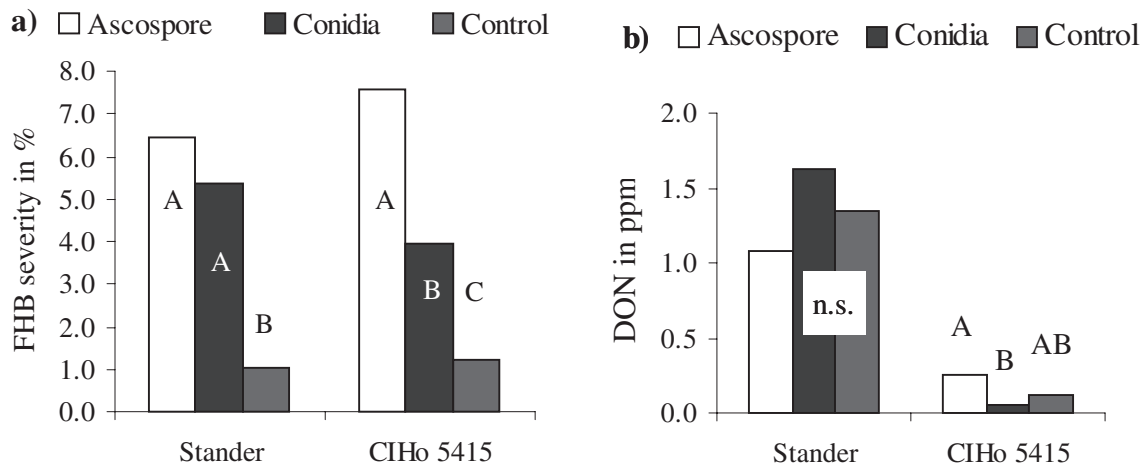 a) Ascospore Conidia Control
8.0
7.0
6.0
5.0
4.0
3.0
2.0
1.0
0.0
FHB severity in %
A
A
B
A
B
C
Stander CIHo 5415
b) Ascospore Conidia Control
2.0
1.5
1.0
0.5
0.0
DON in ppm
n.s.
A
B
AB
Stander CIHo 5415